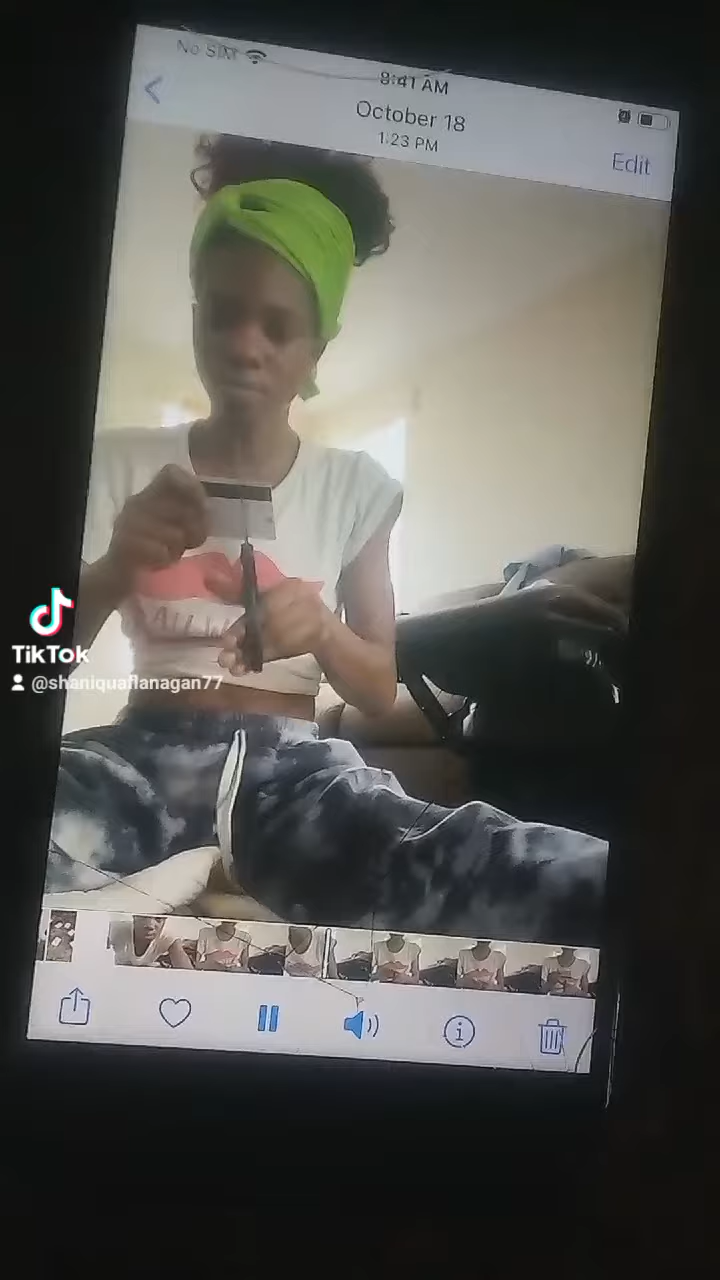 No SIM
8:41 AM
October 18
1:23 PM
Edit
TikTok
@shaniquaflanagan77